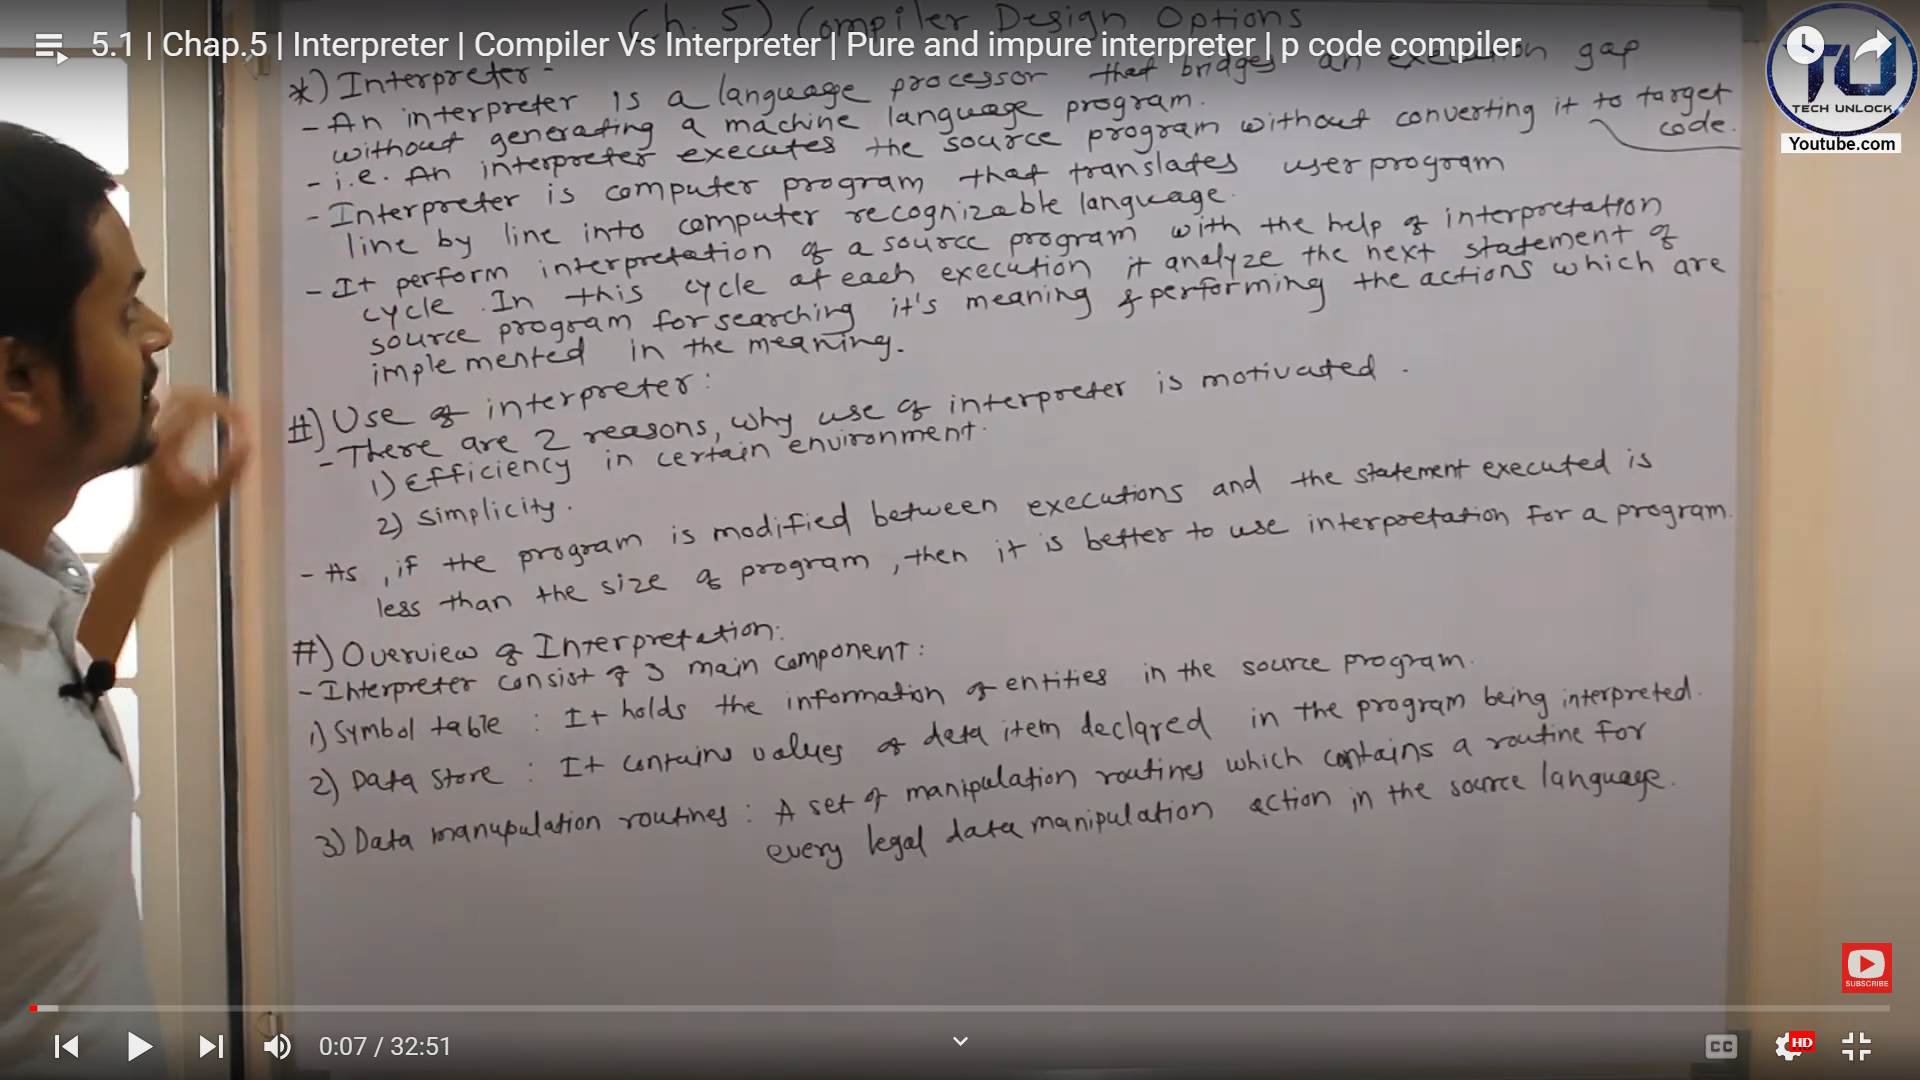 Ch. 5) Compiler Design Options
5.1 | Chap.5 | Interpreter | Compiler Vs Interpreter | Pure and impure interpreter | p code compiler
TECH UNLOCK
Youtube.com
*) Interpreter -
- An interpreter is a language processor that bridges an execution gap
without generating a machine language program.
- i.e. An interpreter executes the source program without converting it to target
code.
- Interpreter is computer program that translates user program
line by line into computer recognizable language.
- It perform interpretation of a source program with the help of interpretation
cycle. In this cycle at each execution it analyze the next statement of
source program for searching it's meaning & performing the actions which are
implemented in the meaning.
#) Use of interpreter :
- There are 2 reasons, why use of interpreter is motivated.
1) Efficiency in certain environment.
2) Simplicity.
- As, if the program is modified between executions and the statement executed is
less than the size of program, then it is better to use interpretation for a program.
#) Overview of Interpretation:
- Interpreter consist of 3 main component :
1) Symbol table : It holds the information of entities in the source program.
2) Data Store : It contains values of data item declared in the program being interpreted.
3) Data manupulation routines : A set of manipulation routines which contains a routine for
every legal data manipulation action in the source language.
SUBSCRIBE
0:07 / 32:51
CC
HD